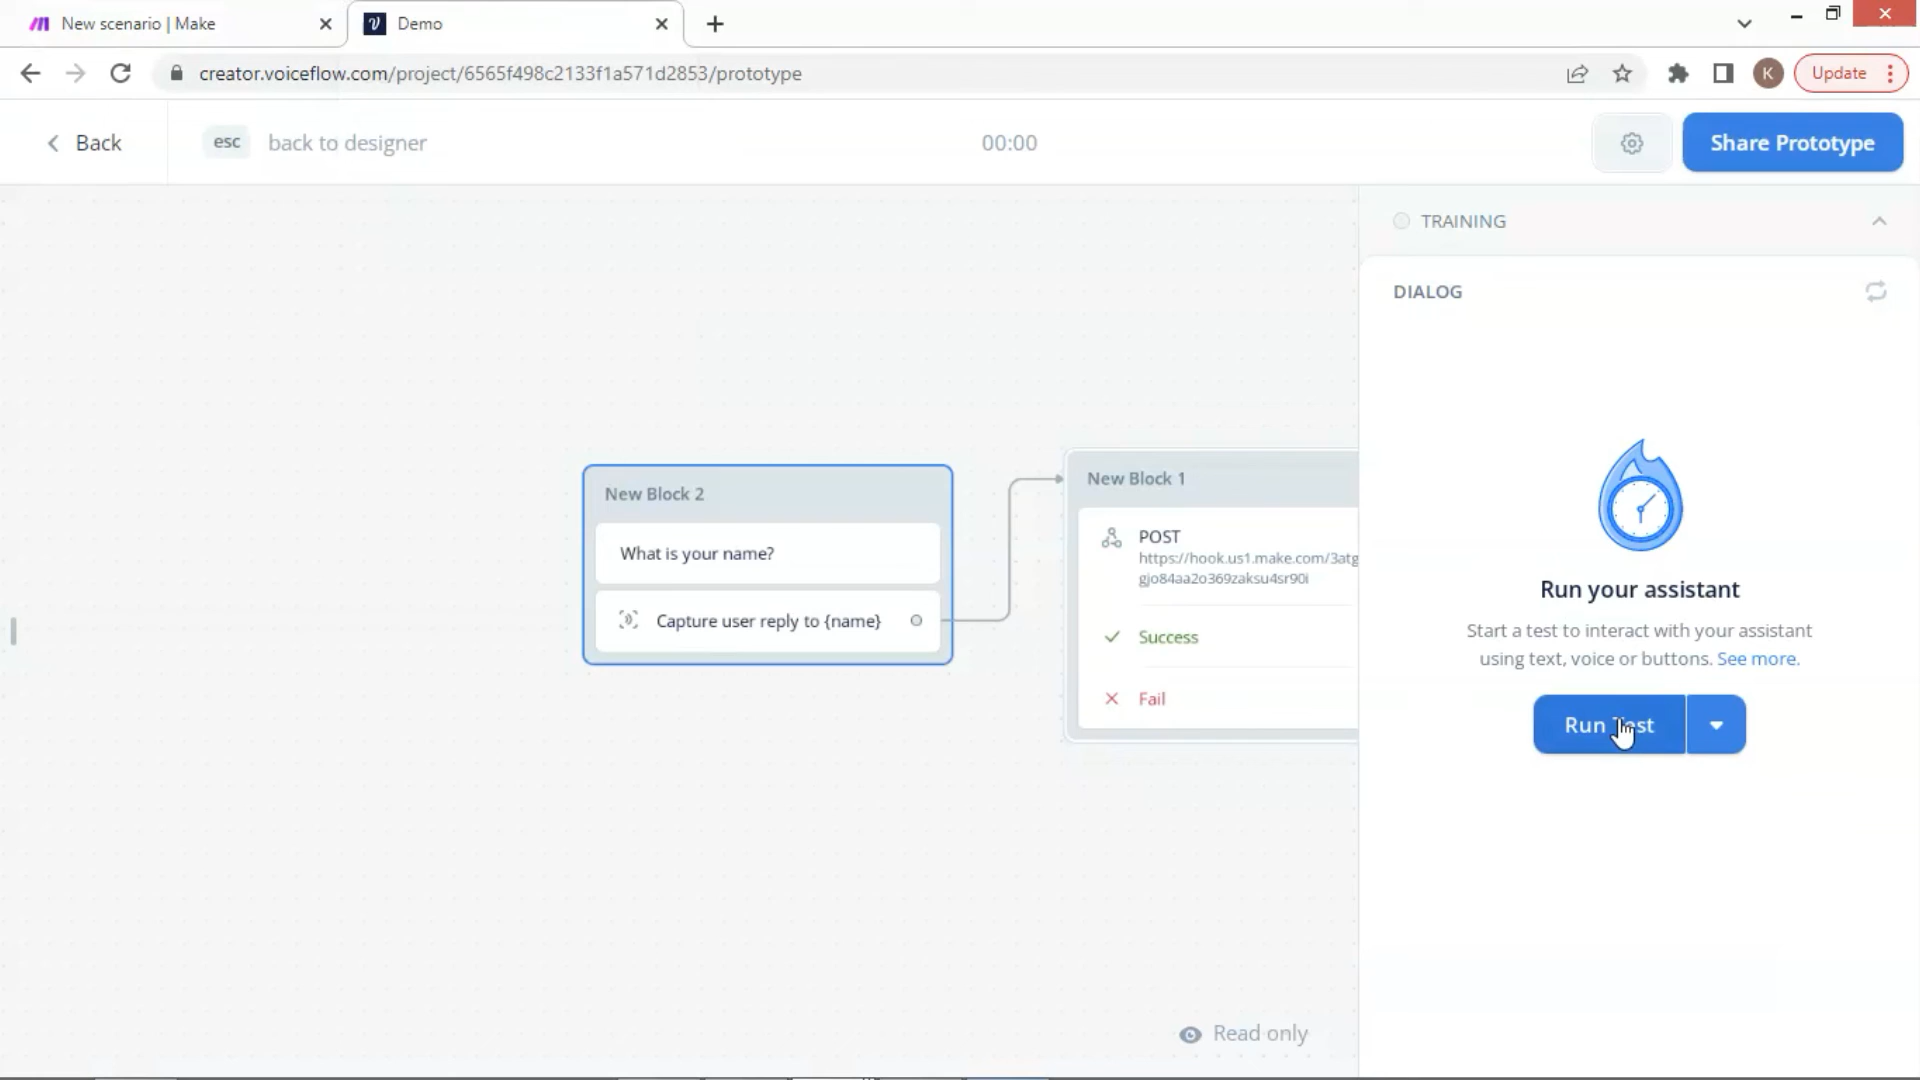 New scenario | Make
Demo
creator.voiceflow.com/project/6565f498c2133f1a571d2853/prototype
K
Update
Back
esc
back to designer
00:00
Share Prototype
TRAINING
DIALOG
New Block 2
What is your name?
Capture user reply to {name}
New Block 1
POST
https://hook.us1.make.com/3atg
gjo84aa2o369zaksu4sr90i
Success
Fail
Run your assistant
Start a test to interact with your assistant
using text, voice or buttons. See more.
Run Test
Read only